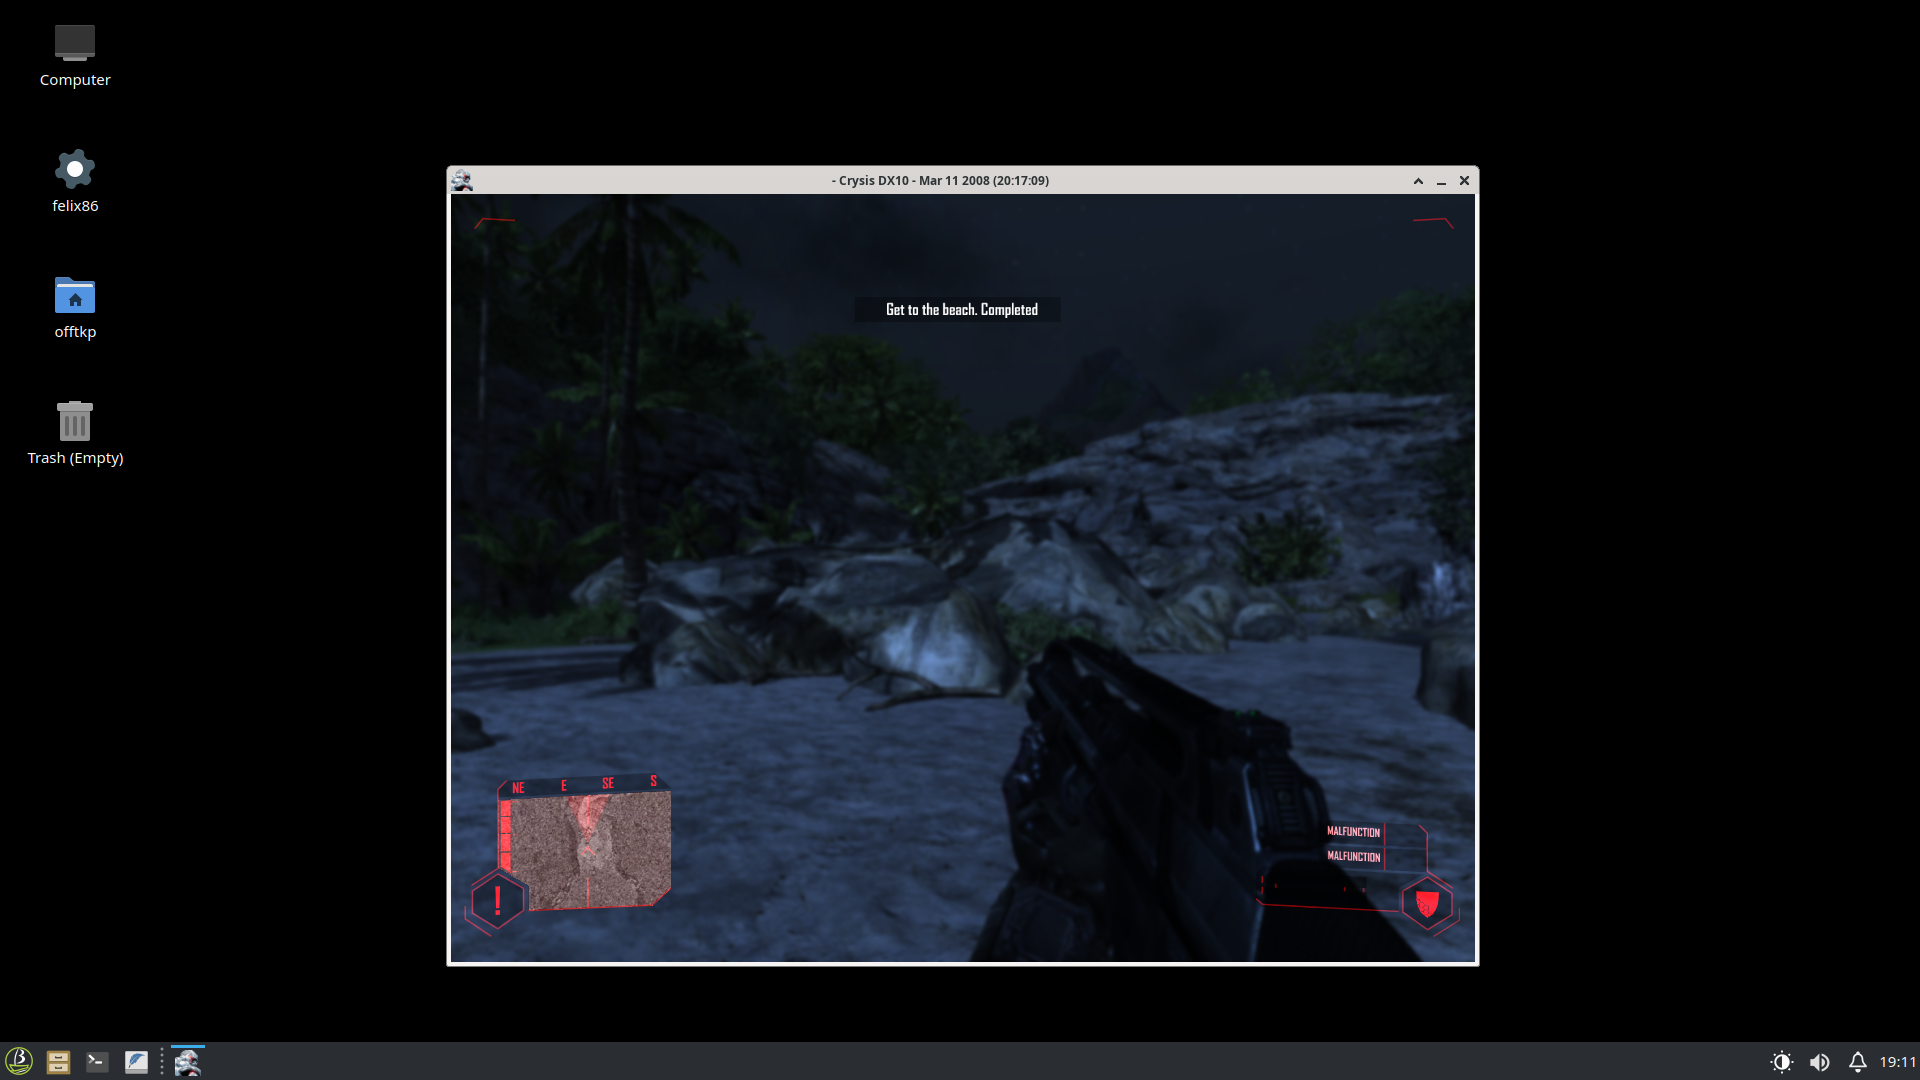 Computer
felix86
offtkp
Trash (Empty)
- Crysis DX10 - Mar 11 2008 (20:17:09)
Get to the beach. Completed
NE E SE S
!
MALFUNCTION
MALFUNCTION
19:11